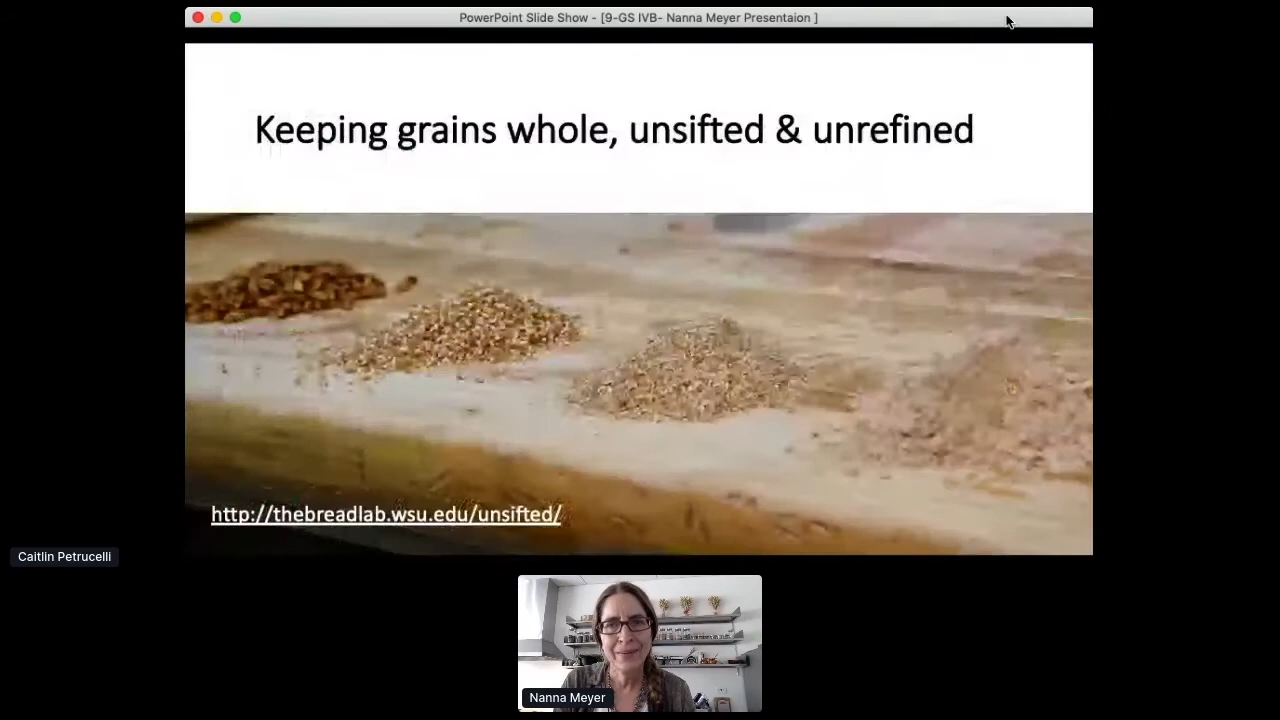 PowerPoint Slide Show - [9-GS IVB- Nanna Meyer Presentaion ]
Keeping grains whole, unsifted & unrefined
http://thebreadlab.wsu.edu/unsifted/
Caitlin Petrucelli
Nanna Meyer